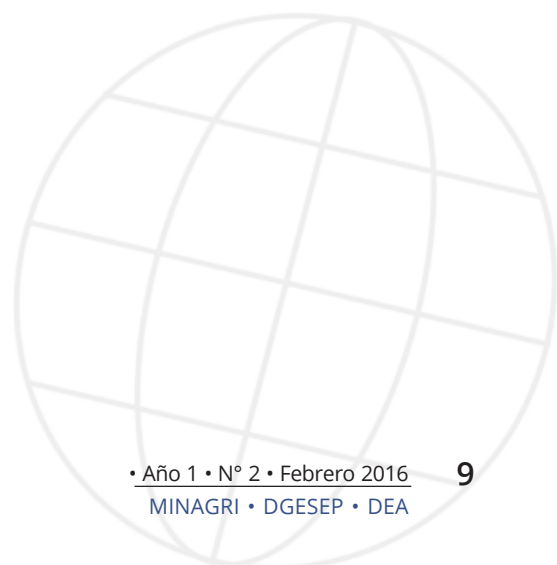 • Año 1 • N° 2 • Febrero 2016 9
MINAGRI • DGESEP • DEA